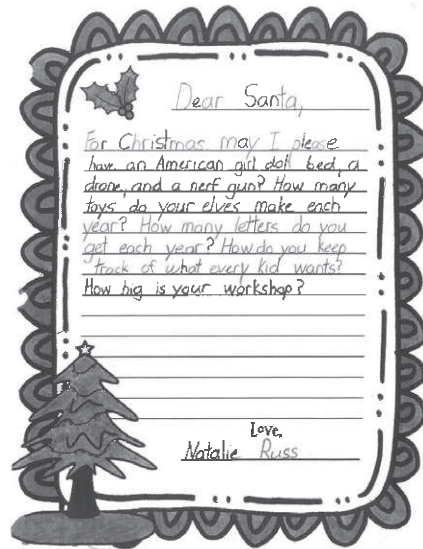 Dear Santa,
For Christmas may I please
have an American girl doll bed, a
drone, and a nerf gun? How many
toys do your elves make each
year? How many letters do you
get each year? How do you keep
track of what every kid wants?
How big is your workshop?
Love,
Natalie Russ